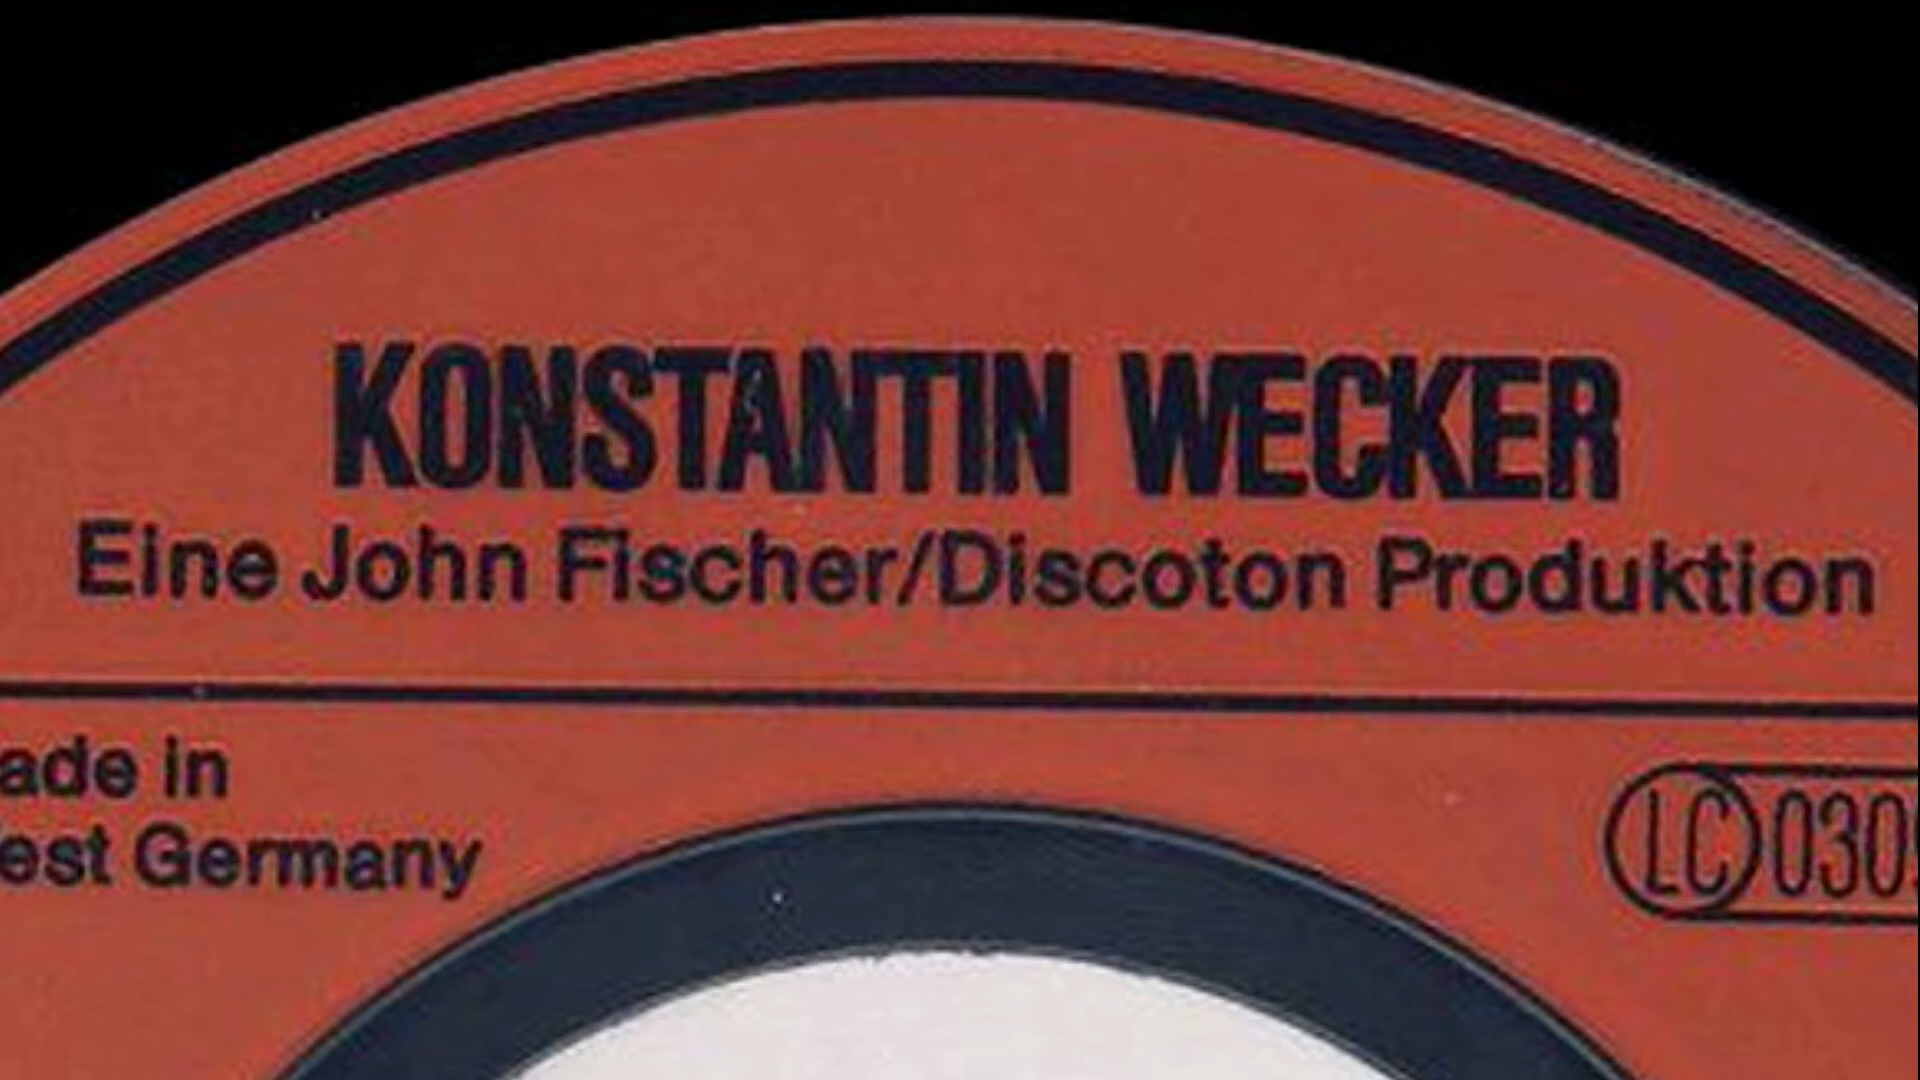 KONSTANTIN WECKER
Eine John Fischer/Discoton Produktion
ade in
est Germany
LC 030